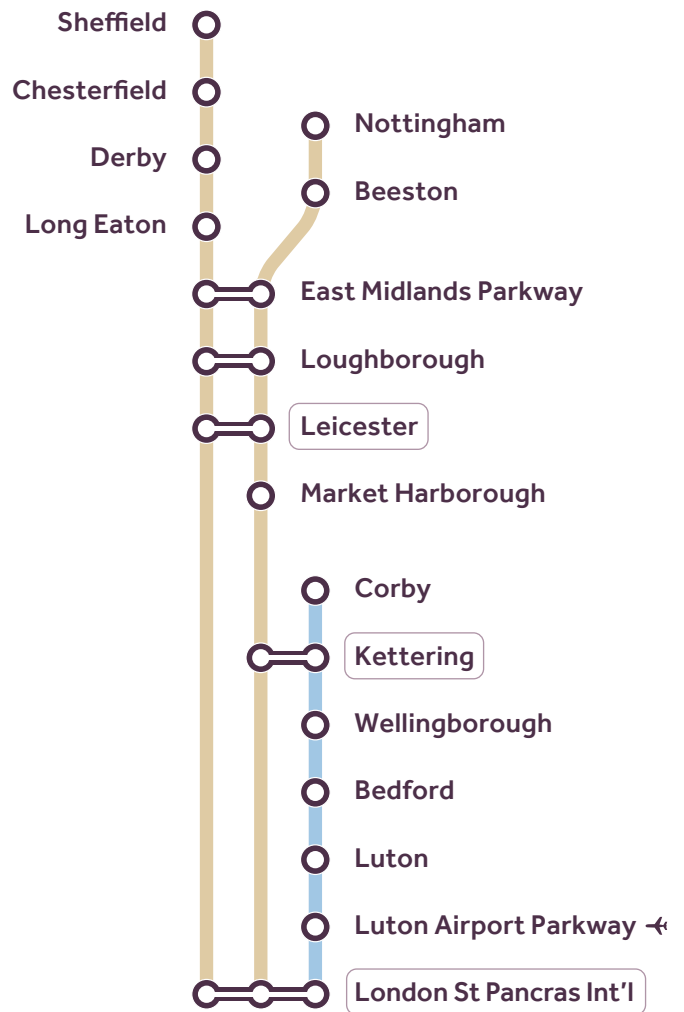 Sheffield
Chesterfield
Nottingham
Derby
Beeston
Long Eaton
East Midlands Parkway
Loughborough
Leicester
Market Harborough
Corby
Kettering
Wellingborough
Bedford
Luton
Luton Airport Parkway
London St Pancras Int'l